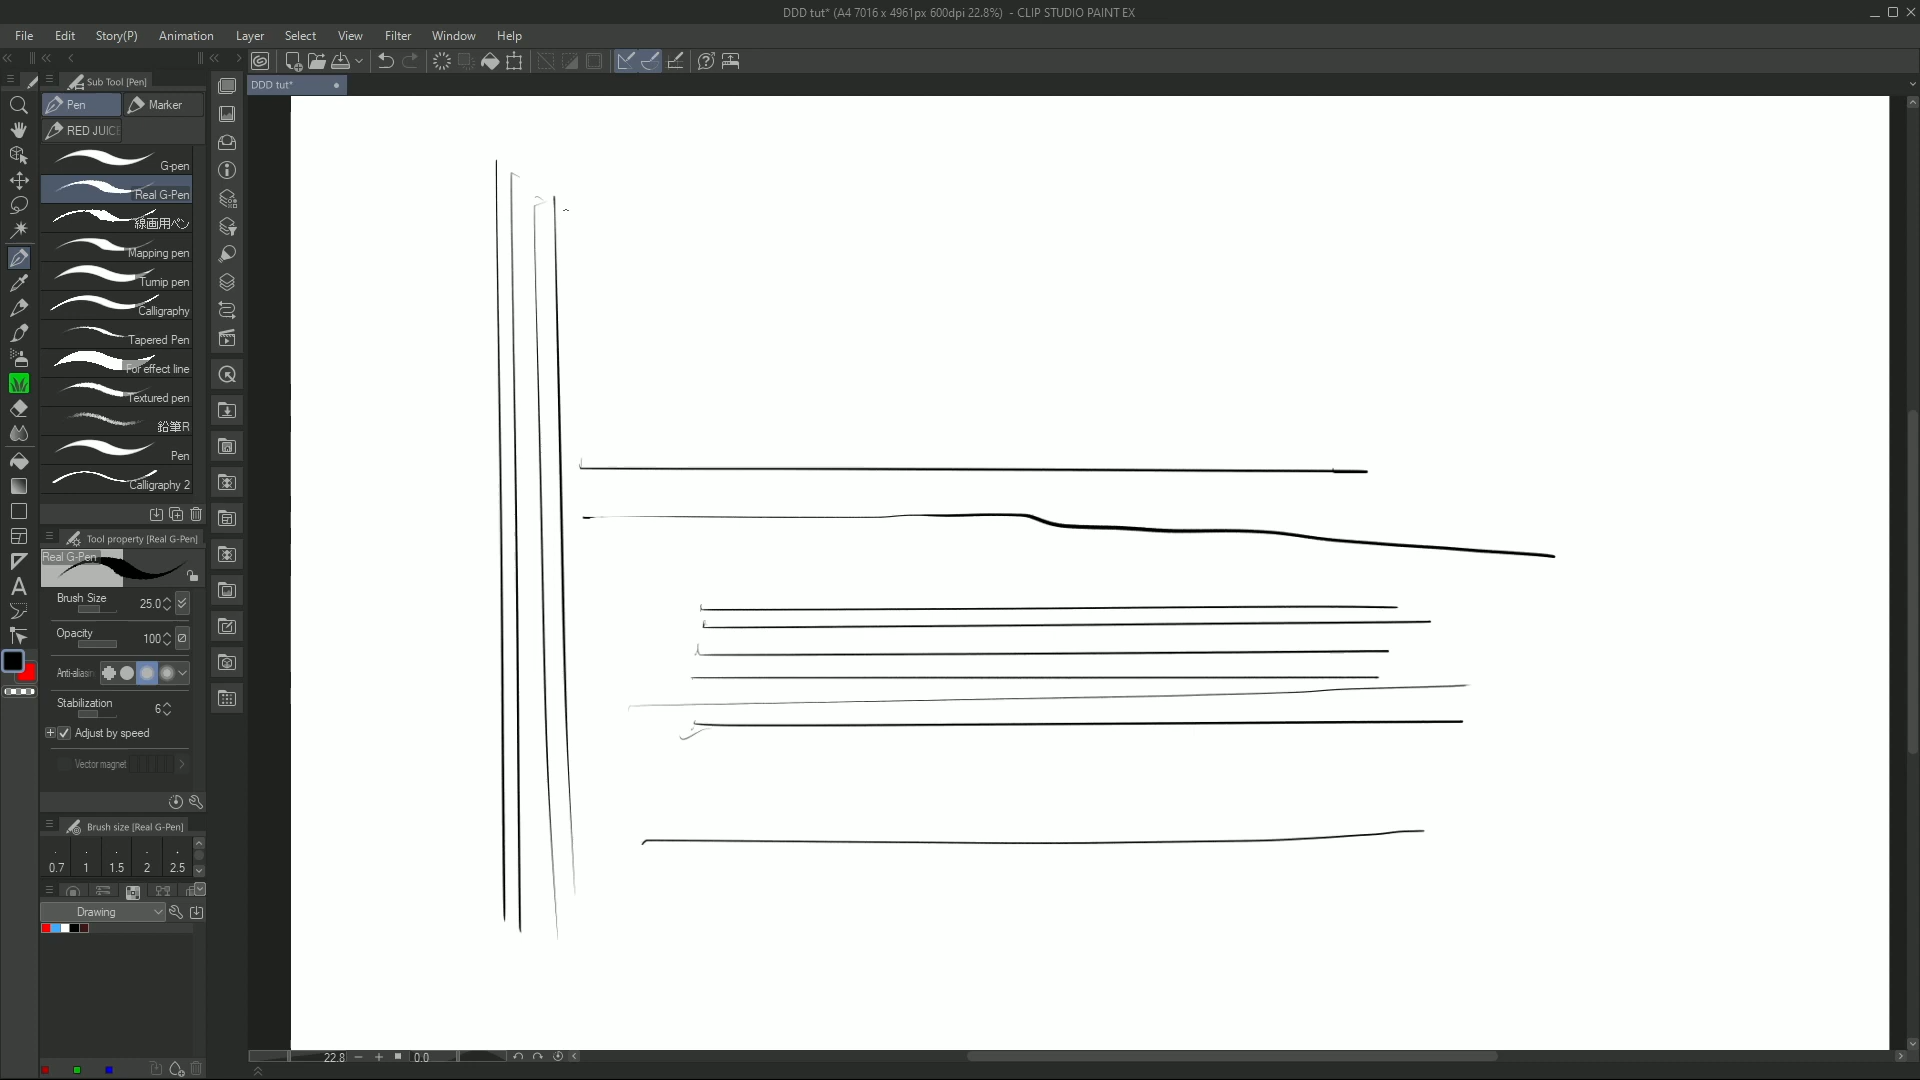 DDD tut* (A4 7016 x 4961px 600dpi 22.8%) - CLIP STUDIO PAINT EX
File Edit Story(P) Animation Layer Select View Filter Window Help
Sub Tool [Pen]
DDD tut*
Pen Marker
RED JUICE
G-pen
Real G-Pen
線画用ペン
Mapping pen
Turnip pen
Calligraphy
Tapered Pen
For effect line
Textured pen
鉛筆R
Pen
Calligraphy 2
Tool property [Real G-Pen]
Real G-Pen
Brush Size 25.0
Opacity 100
Anti-aliasin
Stabilization 6
Adjust by speed
Vector magnet
Brush size [Real G-Pen]
0.7 1 1.5 2 2.5
Drawing
22.8 0.0